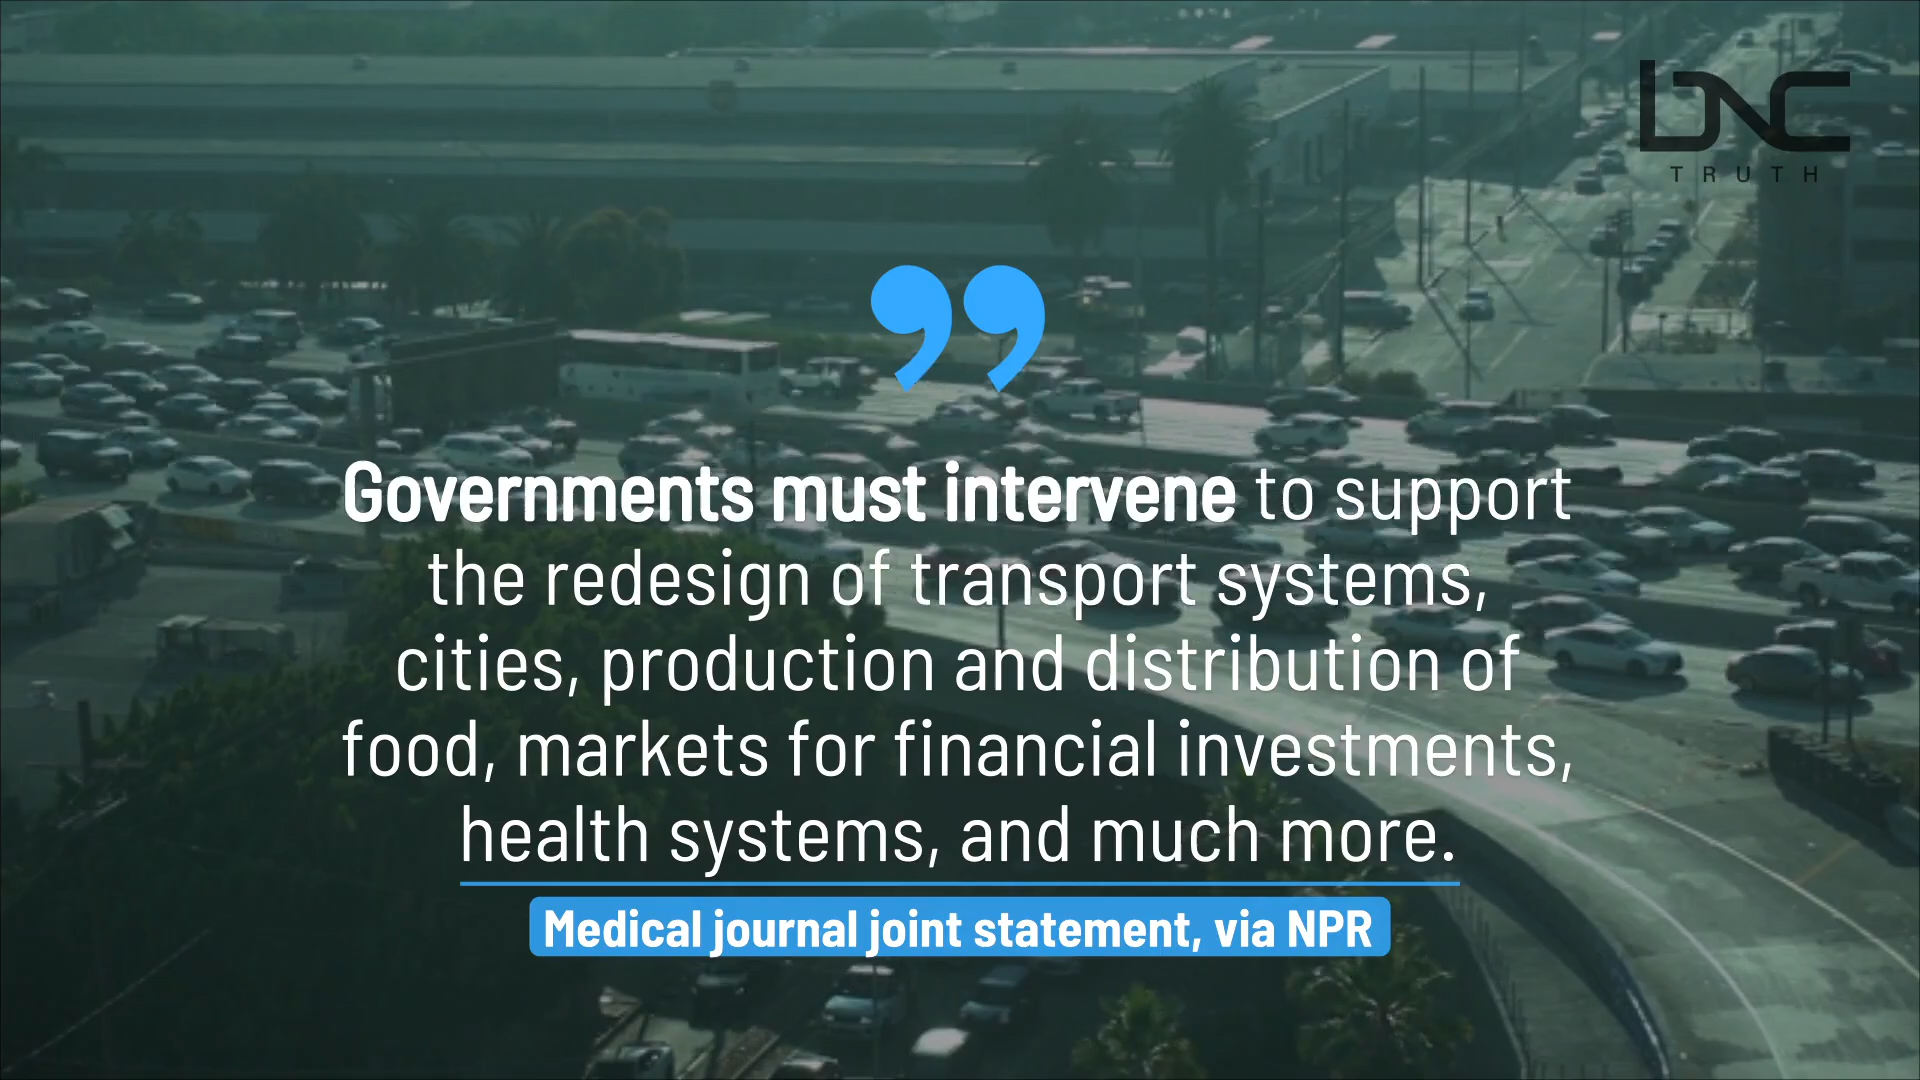 bNC
TRUTH
”
Governments must intervene to support
the redesign of transport systems,
cities, production and distribution of
food, markets for financial investments,
health systems, and much more.
Medical journal joint statement, via NPR